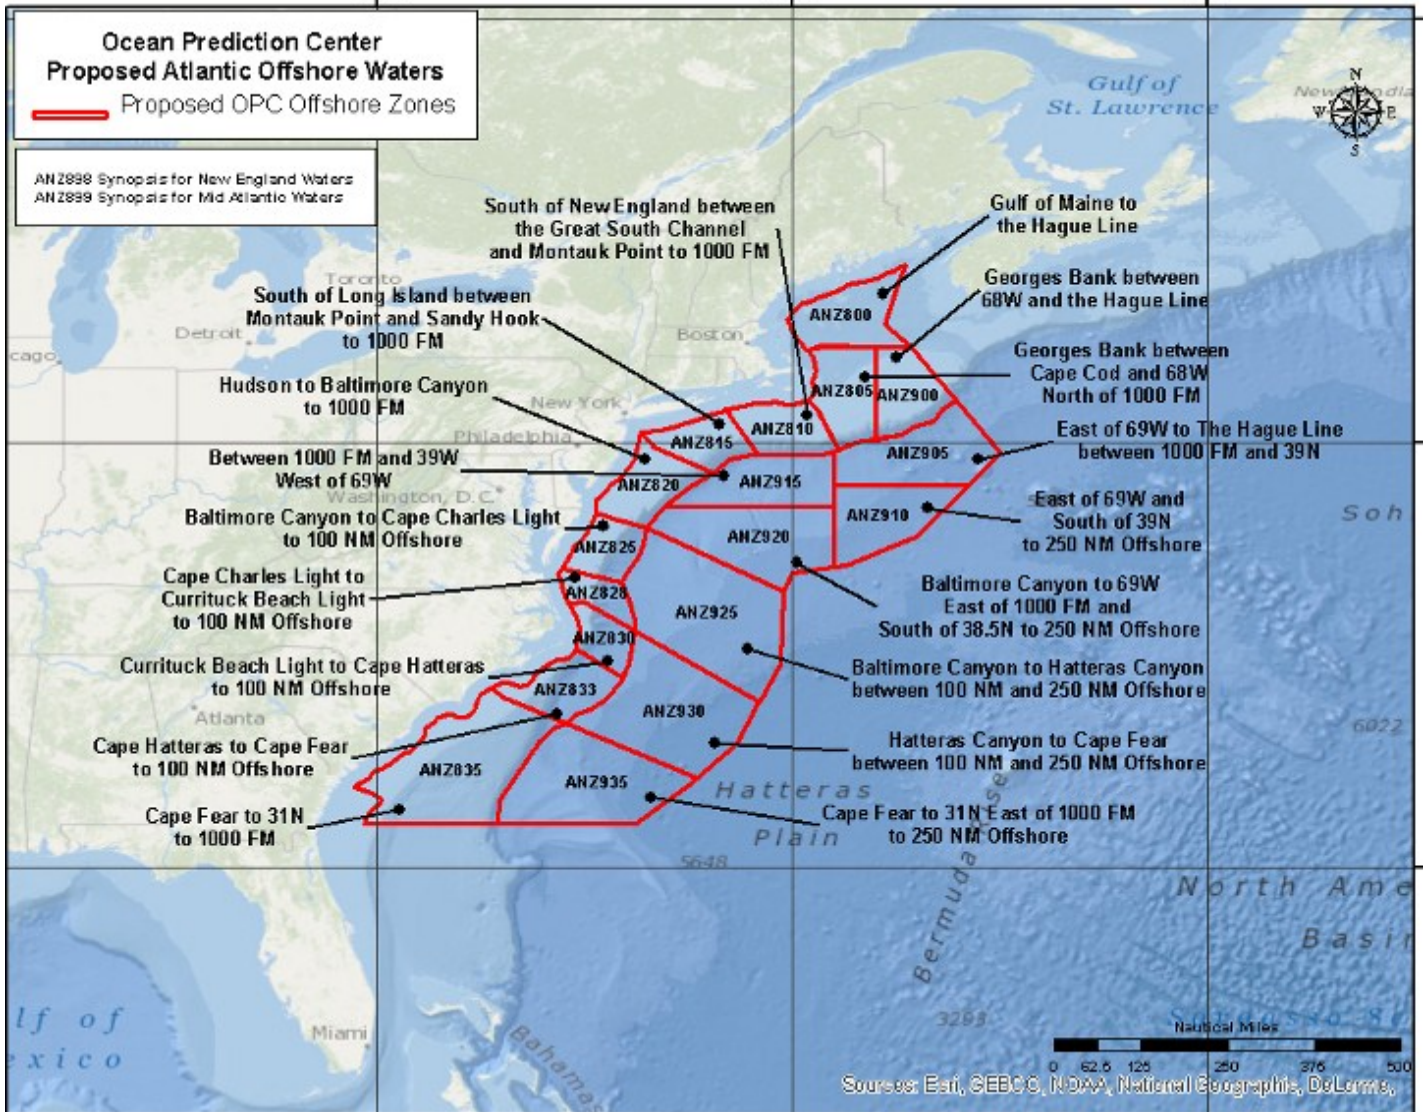 Ocean Prediction Center
Proposed Atlantic Offshore Waters
Proposed OPC Offshore Zones
ANZ898 Synopsis for New England Waters
ANZ899 Synopsis for Mid Atlantic Waters
Gulf of
St. Lawrence
N
W
E
S
South of New England between
the Great South Channel
and Montauk Point to 1000 FM
Gulf of Maine to
the Hague Line
Toronto
South of Long Island between
Montauk Point and Sandy Hook
to 1000 FM
Georges Bank between
68W and the Hague Line
ANZ800
Detroit
Boston
cago
Georges Bank between
Cape Cod and 68W
North of 1000 FM
Hudson to Baltimore Canyon
to 1000 FM
ANZ805
ANZ900
New York
Philadelphia
ANZ815
ANZ810
East of 69W to The Hague Line
between 1000 FM and 39N
ANZ905
Between 1000 FM and 39W
West of 69W
Washington, D.C.
ANZ820
ANZ915
East of 69W and
South of 39N
to 250 NM Offshore
Soh
Baltimore Canyon to Cape Charles Light
to 100 NM Offshore
ANZ910
ANZ825
ANZ920
Cape Charles Light to
Currituck Beach Light
to 100 NM Offshore
ANZ828
Baltimore Canyon to 69W
East of 1000 FM and
South of 38.5N to 250 NM Offshore
ANZ925
ANZ830
Currituck Beach Light to Cape Hatteras
to 100 NM Offshore
Baltimore Canyon to Hatteras Canyon
between 100 NM and 250 NM Offshore
ANZ833
Atlanta
ANZ930
6022
Cape Hatteras to Cape Fear
to 100 NM Offshore
Hatteras Canyon to Cape Fear
between 100 NM and 250 NM Offshore
ANZ835
ANZ935
Hatteras
Plain
Cape Fear to 31N
to 1000 FM
Cape Fear to 31N East of 1000 FM
to 250 NM Offshore
5648
Bermuda
North Ame
Basin
lf of
exico
Miami
Bahamas
3293
Sargasso Se
Nautical Miles
0 62.5 125 250 375 500
Sources: Esri, GEBCO, NOAA, National Geographic, DeLorme,